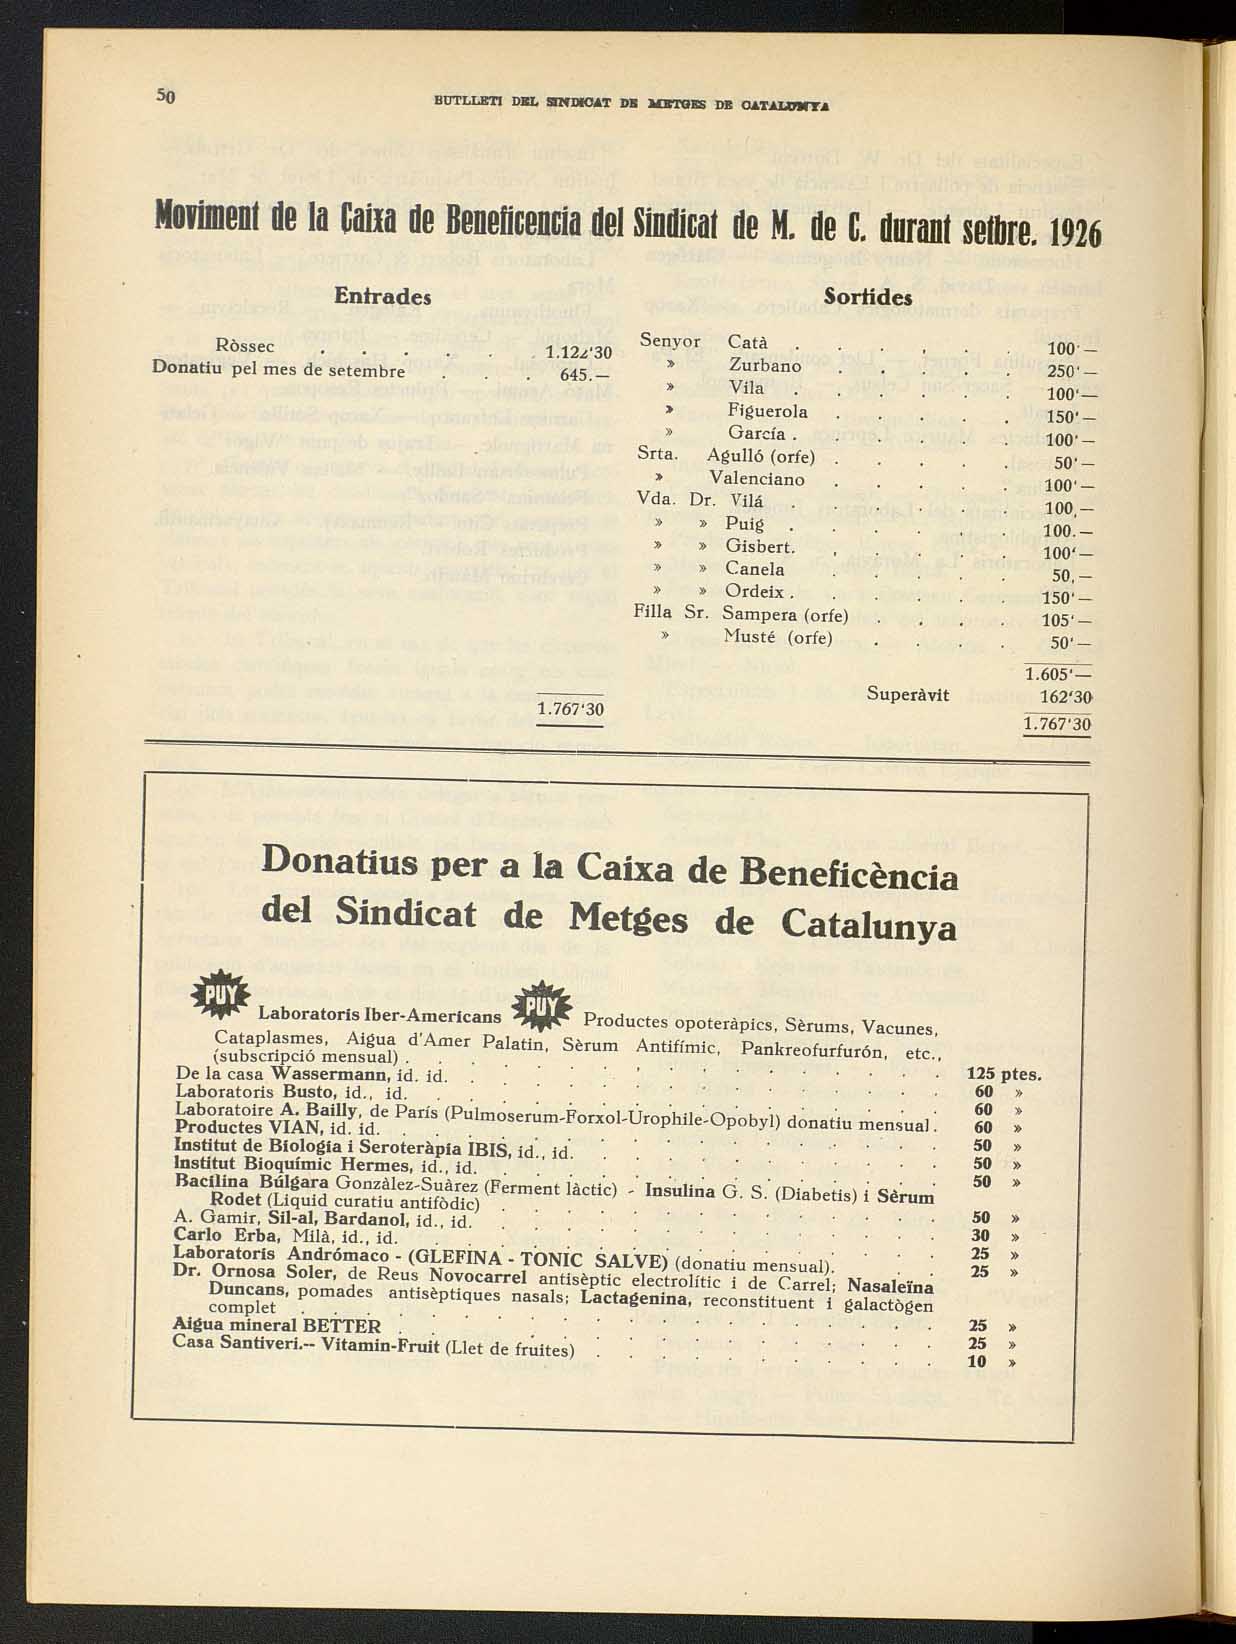 50
BUTLLETI DEL SINDICAT DE METGES DE CATALUNYA
Moviment de la Caixa de Beneficencia del Sindicat de M. de C. durant setbre. 1926
Entrades
Ròssec . . . . . 1.122'30
Donatiu pel mes de setembre . . . 645.—
1.767'30
Sortides
Senyor Catà . . . . . . 100'—
» Zurbano . . . . . 250'—
» Vila . . . . . . 100'—
» Figuerola . . . . . 150'—
» García . . . . . . 100'—
Srta. Agulló (orfe) . . . . . 50'—
» Valenciano . . . . . 100'—
Vda. Dr. Vilá . . . . . . 100,—
» » Puig . . . . . . 100.—
» » Gisbert. . . . . . 100'—
» » Canela . . . . . 50,—
» » Ordeix . . . . . . 150'—
Filla Sr. Sampera (orfe) . . . . 105'—
» Musté (orfe) . . . . 50'—
1.605'—
Superàvit 162'30
1.767'30
Donatius per a la Caixa de Beneficència
del Sindicat de Metges de Catalunya
PUY Laboratoris Iber-Americans PUY Productes opoteràpics, Sèrums, Vacunes,
Cataplasmes, Aigua d'Amer Palatin, Sèrum Antifímic, Pankreofurfurón, etc.,
(subscripció mensual) . . . . . . . . . . . . . 125 ptes.
De la casa Wassermann, id. id. . . . . . . . . . . . . 60 »
Laboratoris Busto, id., id. . . . . . . . . . . . . 60 »
Laboratoire A. Bailly, de París (Pulmoserum-Forxol-Urophile-Opobyl) donatiu mensual. 60 »
Productes VIAN, id. id. . . . . . . . . . . . . 50 »
Institut de Biologia i Seroteràpia IBIS, id., id. . . . . . . . . . 50 »
Institut Bioquímic Hermes, id., id. . . . . . . . . . . . 50 »
Bacilina Búlgara Gonzàlez-Suàrez (Ferment làctic) - Insulina G. S. (Diabetis) i Sèrum
Rodet (Liquid curatiu antifòdic) . . . . . . . . . . . 50 »
A. Gamir, Sil-al, Bardanol, id., id. . . . . . . . . . . . 30 »
Carlo Erba, Milà, id., id. . . . . . . . . . . . . 25 »
Laboratoris Andrómaco - (GLEFINA - TONIC SALVE) (donatiu mensual). . . . 25 »
Dr. Ornosa Soler, de Reus Novocarrel antisèptic electrolític i de Carrel; Nasaleïna
Duncans, pomades antisèptiques nasals; Lactagenina, reconstituent i galactògen
complet . . . . . . . . . . . . . . 25 »
Aigua mineral BETTER . . . . . . . . . . . . . 25 »
Casa Santiveri.-- Vitamin-Fruit (Llet de fruites) . . . . . . . . . 10 »